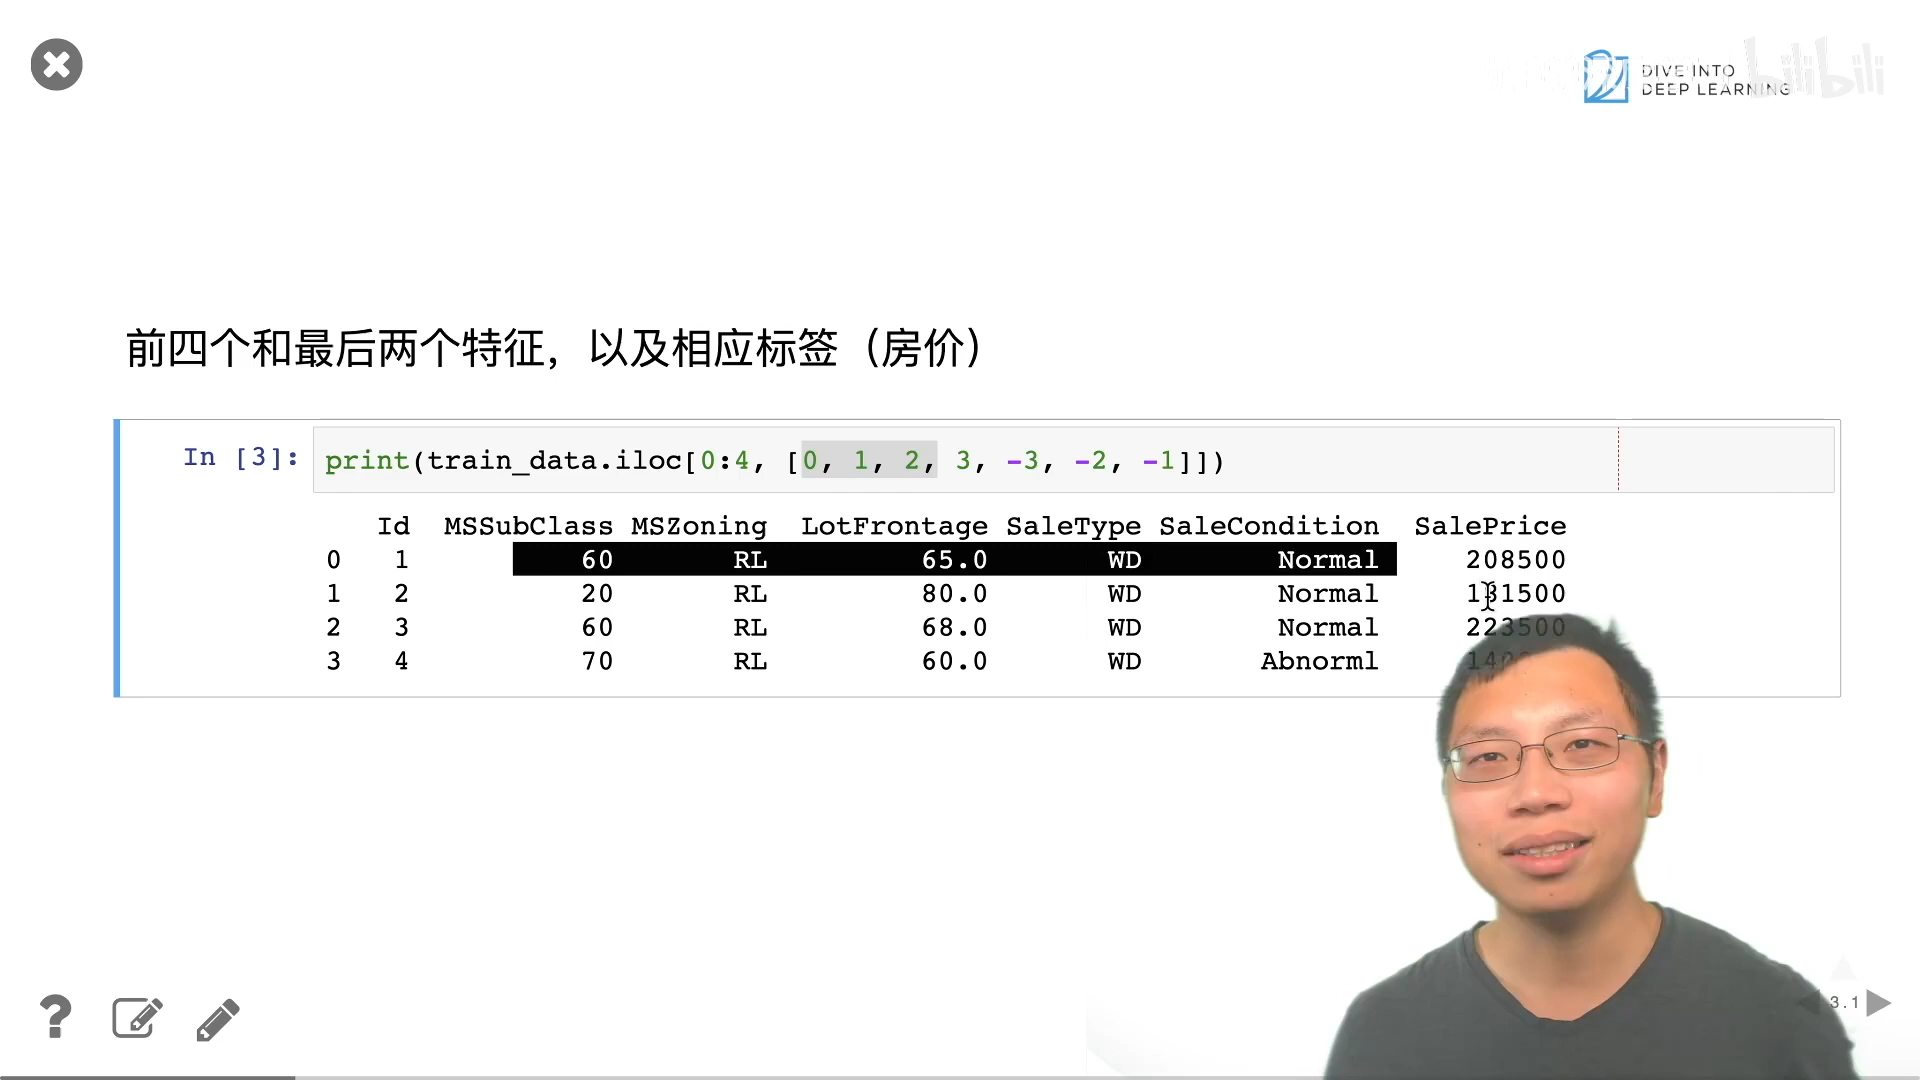 DIVE INTO
DEEP LEARNING
bilibili
前四个和最后两个特征，以及相应标签（房价）
In [3]: print(train_data.iloc[0:4, [0, 1, 2, 3, -3, -2, -1]])
Id MSSubClass MSZoning LotFrontage SaleType SaleCondition SalePrice
0 1 60 RL 65.0 WD Normal 208500
1 2 20 RL 80.0 WD Normal 181500
2 3 60 RL 68.0 WD Normal 223500
3 4 70 RL 60.0 WD Abnorml
3.1